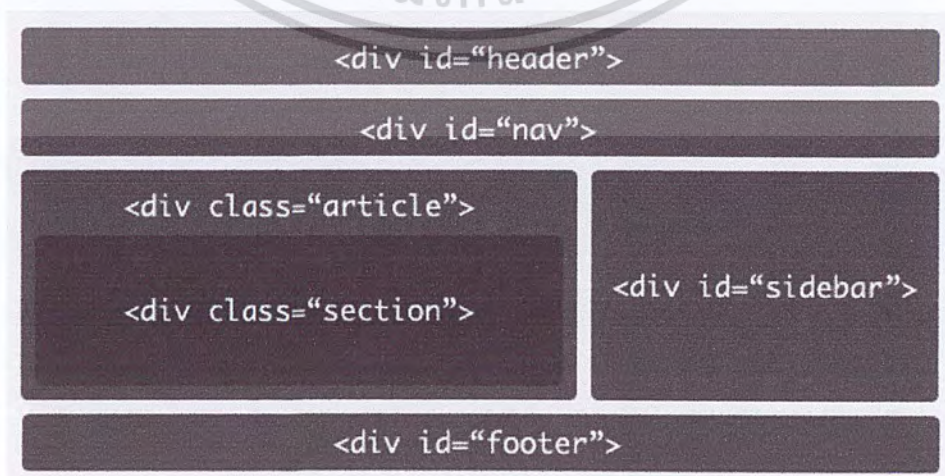 <div id=“header”>
<div id=“nav”>
<div class=“article”>
<div class=“section”>
<div id=“sidebar”>
<div id=“footer”>